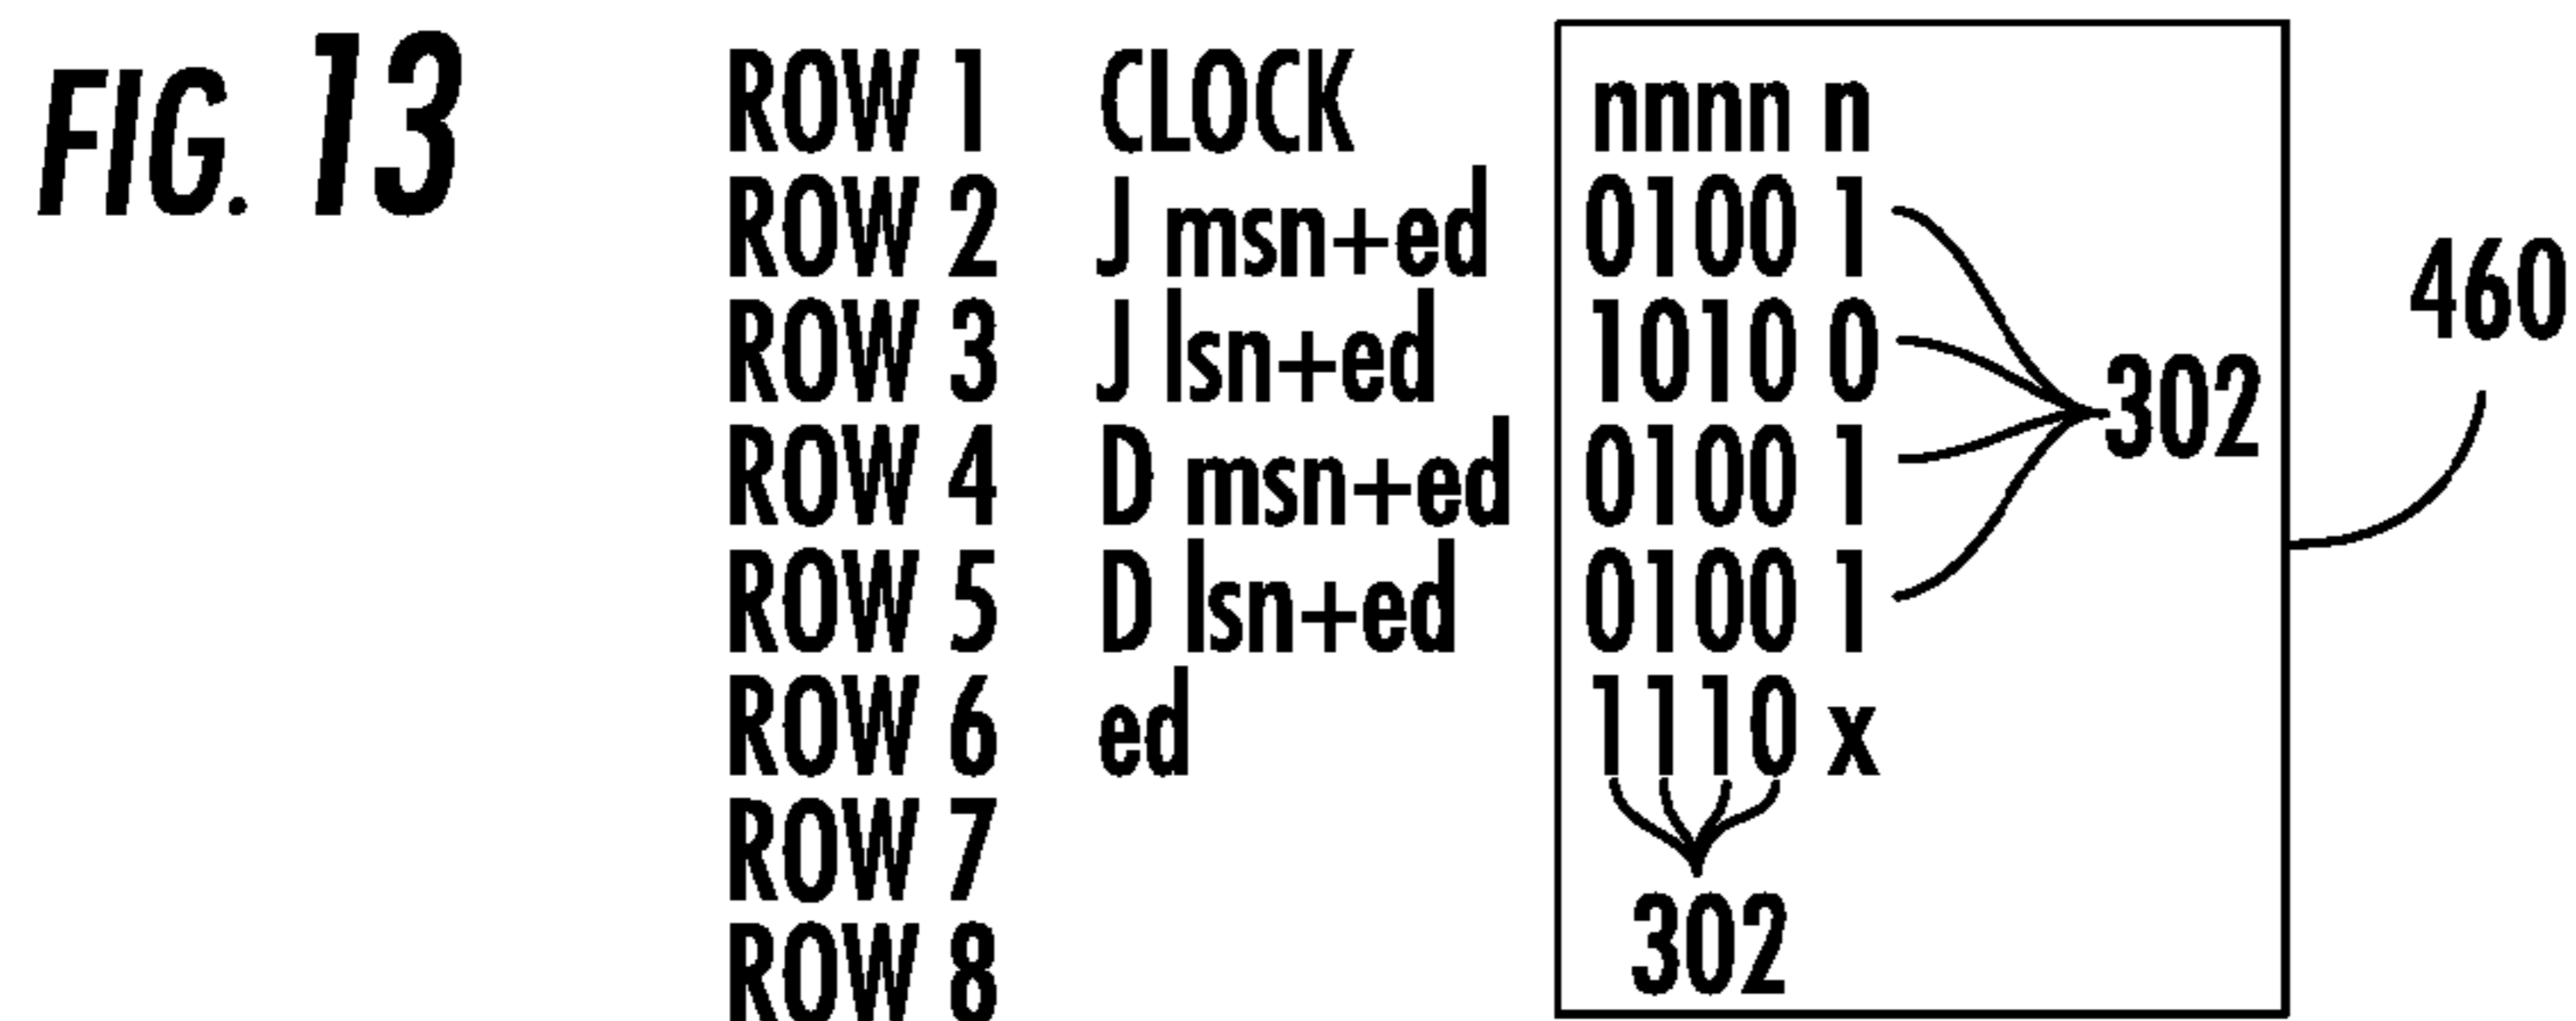 FIG. 13
ROW 1 CLOCK nnnn n
ROW 2 J msn+ed 0100 1
ROW 3 J lsn+ed 1010 0
302
460
ROW 4 D msn+ed 0100 1
ROW 5 D lsn+ed 0100 1
ROW 6 ed 1110 x
ROW 7
302
ROW 8